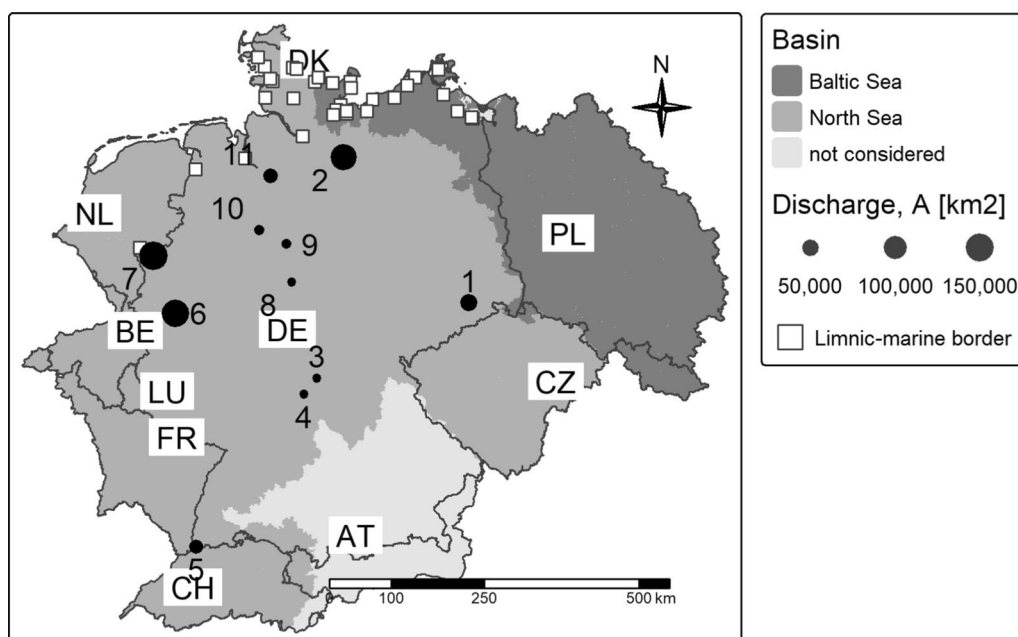 DK
N
11
2
NL
10
9
PL
7
1
8
6
BE
DE
3
LU
CZ
4
FR
AT
5
CH
0 100 250 500 km
Basin
Baltic Sea
North Sea
not considered
Discharge, A [km2]
50,000 100,000 150,000
Limnic-marine border